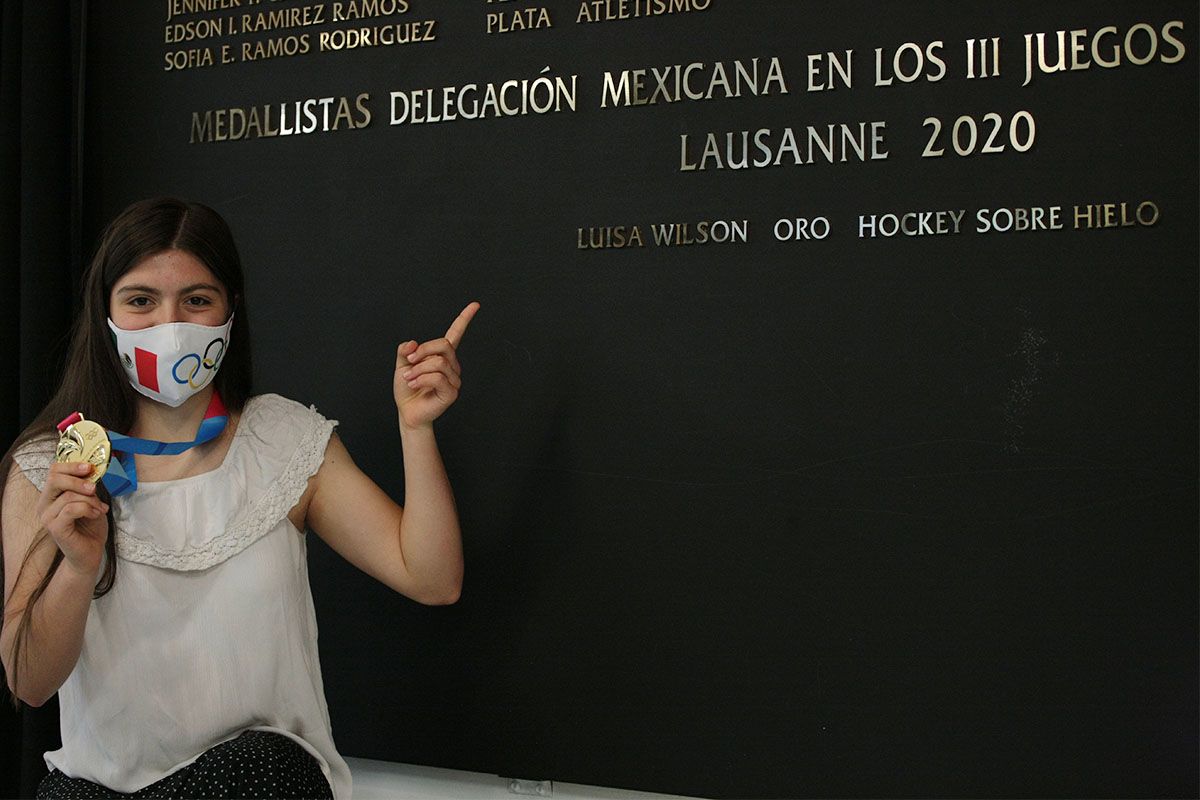 JENNIFER
EDSON I. RAMIREZ RAMOS
SOFIA E. RAMOS RODRIGUEZ
PLATA ATLETISMO
MEDALLISTAS DELEGACIÓN MEXICANA EN LOS III JUEGOS
LAUSANNE 2020
LUISA WILSON ORO HOCKEY SOBRE HIELO